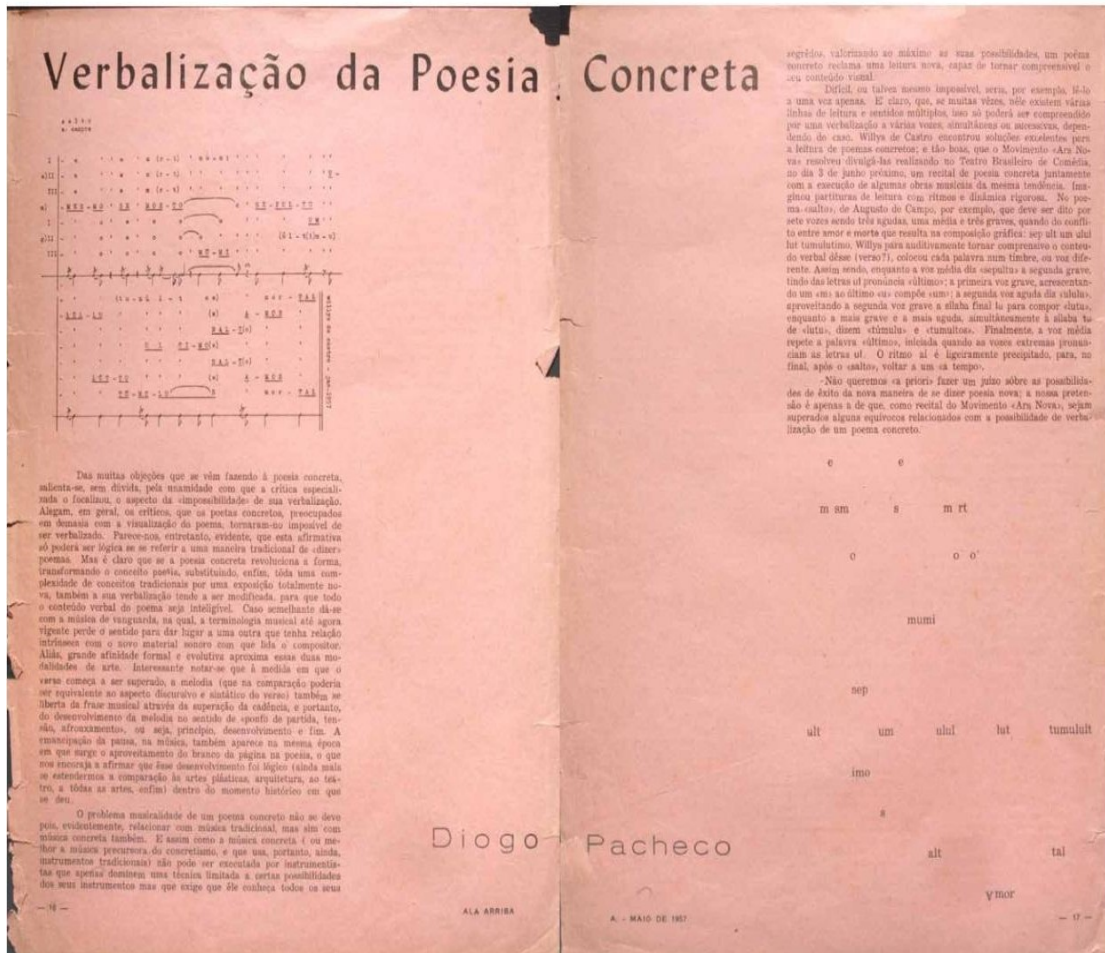 Verbalização da Poesia Concreta
salto
a. campos
Das muitas objeções que se vêm fazendo à poesia concreta,
salienta-se, sem dúvida, pela unamidade com que a crítica especiali-
zada o focalizou, o aspecto da «impossibilidade» de sua verbalização.
Alegam, em geral, os críticos, que os poetas concretos, preocupados
em demasia com a visualização do poema, tornaram-no imposível de
ser verbalizado. Parece-nos, entretanto, evidente, que esta afirmativa
só poderá ser lógica se se referir a uma maneira tradicional de «dizer»
poemas. Mas é claro que se a poesia concreta revoluciona a forma,
transformando o conceito poesia, substituindo, enfim, tôda uma com-
plexidade de conceitos tradicionais por uma exposição totalmente no-
va, também a sua verbalização tende a ser modificada, para que todo
o conteúdo verbal do poema seja inteligível. Caso semelhante dá-se
com a música de vanguarda, na qual, a terminologia musical até agora
vigente perde o sentido para dar lugar a uma outra que tenha relação
intrínseca com o novo material sonoro com que lida o compositor.
Aliás, grande afinidade formal e evolutiva aproxima essas duas mo-
dalidades de arte. Interessante notar-se que à medida em que o
verso começa a ser superado, a melodia (que na comparação poderia
ser equivalente ao aspecto discursivo e sintático do verso) também se
liberta da frase musical através da superação da cadência, e portanto,
do desenvolvimento da melodia no sentido de «ponto de partida, ten-
são, afrouxamento», ou seja, princípio, desenvolvimento e fim. A
emancipação da pausa, na música, também aparece na mesma época
em que surge o aproveitamento do branco da página na poesia, o que
nos encoraja a afirmar que êsse desenvolvimento foi lógico (ainda mais
se estendermos a comparação às artes plásticas, arquitetura, ao tea-
tro, a tôdas as artes, enfim) dentro do momento histórico em que
se deu.
O problema musicalidade de um poema concreto não se deve
pois, evidentemente, relacionar com música tradicional, mas sim com
música concreta também. E assim como a música concreta ( ou me-
lhor a música precursora do concretismo, e que usa, portanto, ainda,
instrumentos tradicionais) não pode ser executada por instrumentis-
tas que apenas dominem uma técnica limitada a certas possibilidades
dos seus instrumentos mas que exige que êle conheça todos os seus
— 16 —
ALA ARRIBA
segrêdos, valorizando ao máximo as suas possibilidades, um poêma
concreto reclama uma leitura nova, capaz de tornar compreensível o
seu conteúdo visual.
Difícil, ou talvez mesmo impossível, seria, por exemplo, lê-lo
a uma voz apenas. E claro, que, se muitas vêzes, nêle existem várias
linhas de leitura e sentidos múltiplos, isso só poderá ser compreendido
por uma verbalização a várias vozes, simultâneas ou sucessivas, depen-
dendo do caso. Willys de Castro encontrou soluções excelentes para
a leitura de poemas concretos; e tão boas, que o Movimento «Ars No-
va» resolveu divulgá-las realizando no Teatro Brasileiro de Comédia,
no dia 3 de junho próximo, um recital de poesia concreta juntamente
com a execução de algumas obras musicais da mesma tendência. Ima-
ginou partituras de leitura com ritmos e dinâmica rigorosa. No poe-
ma «salto», de Augusto de Campo, por exemplo, que deve ser dito por
sete vozes sendo três agudas, uma média e três graves, quando do confli-
to entre amor e morte que resulta na composição gráfica: sep ult um ulul
lut tumulutimo, Willys para auditivamente tornar compreensivo o conteu-
do verbal dêsse (verso?), colocou cada palavra num timbre, ou voz dife-
rente. Assim sendo, enquanto a voz média diz «sepulta» a segunda grave,
tindo das letras ul pronúncia «último»; a primeira voz grave, acrescentan-
do um «m» ao último «u» compõe «um»; a segunda voz aguda diz «ulula»,
aproveitando a segunda voz grave a sílaba final lu para compor «luta»,
enquanto a mais grave e a mais aguda, simultâneamente à sílaba tu
de «lutu», dizem «túmulu» e «tumultos». Finalmente, a voz média
repete a palavra «último», iniciada quando as vozes extremas pronun-
ciam as letras ul. O ritmo aí é ligeiramente precipitado, para, no
final, após o «salto», voltar a um «a tempo».
Não queremos «a priori» fazer um juízo sôbre as possibilida-
des de êxito da nova maneira de se dizer poesia nova; a nossa preten-
são é apenas a de que, como recital do Movimento «Ars Nova», sejam
superados alguns equívocos relacionados com a possibilidade de verba-
lização de um poema concreto.
e e
m sm s m rt
o o o'
mumi
sep
ult um ulul lut tumulult
imo
s
alt tal
ymor
Diogo Pacheco
A. - MAIO DE 1957
— 17 —